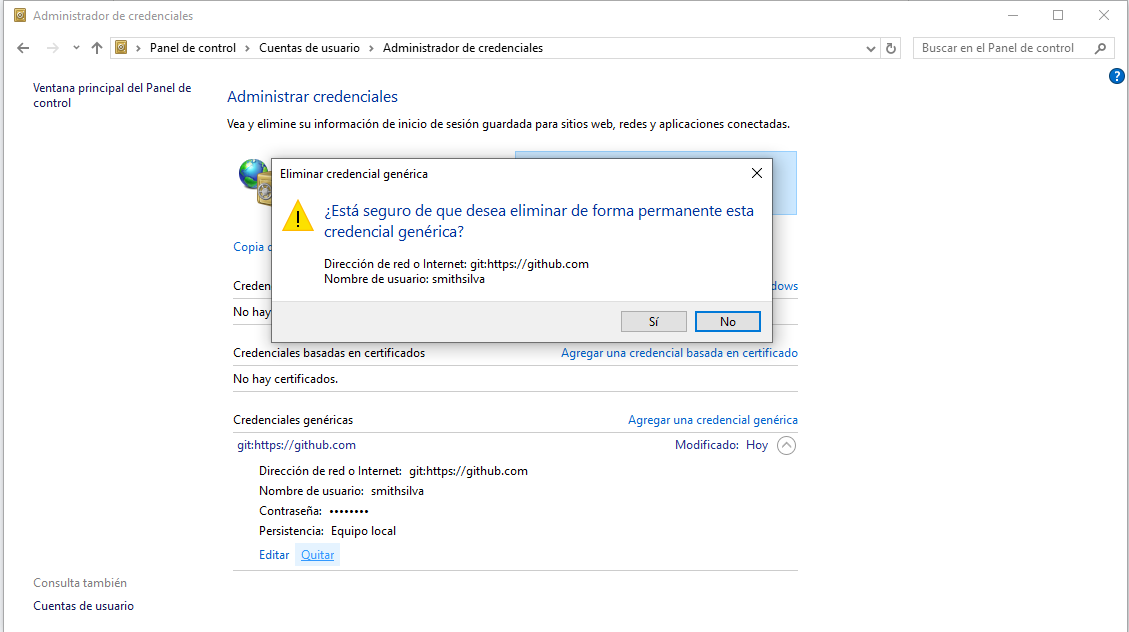 Administrador de credenciales
Panel de control > Cuentas de usuario > Administrador de credenciales
Buscar en el Panel de control
?
Ventana principal del Panel de
control
Administrar credenciales
Vea y elimine su información de inicio de sesión guardada para sitios web, redes y aplicaciones conectadas.
Eliminar credencial genérica
¿Está seguro de que desea eliminar de forma permanente esta
credencial genérica?
Dirección de red o Internet: git:https://github.com
Nombre de usuario: smithsilva
Sí No
Copia
No hay
Credenciales basadas en certificados Agregar una credencial basada en certificado
No hay certificados.
Credenciales genéricas Agregar una credencial genérica
git:https://github.com Modificado: Hoy
Dirección de red o Internet: git:https://github.com
Nombre de usuario: smithsilva
Contraseña: ••••••••
Persistencia: Equipo local
Editar Quitar
Consulta también
Cuentas de usuario